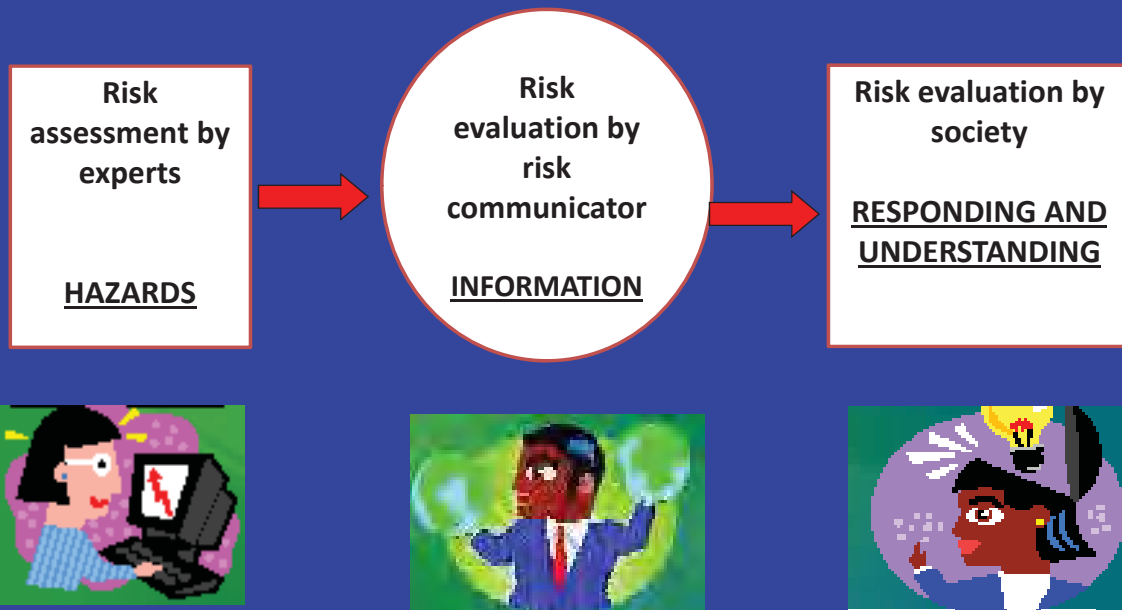 Risk
assessment by
experts
HAZARDS
Risk
evaluation by
risk
communicator
INFORMATION
Risk evaluation by
society
RESPONDING AND
UNDERSTANDING